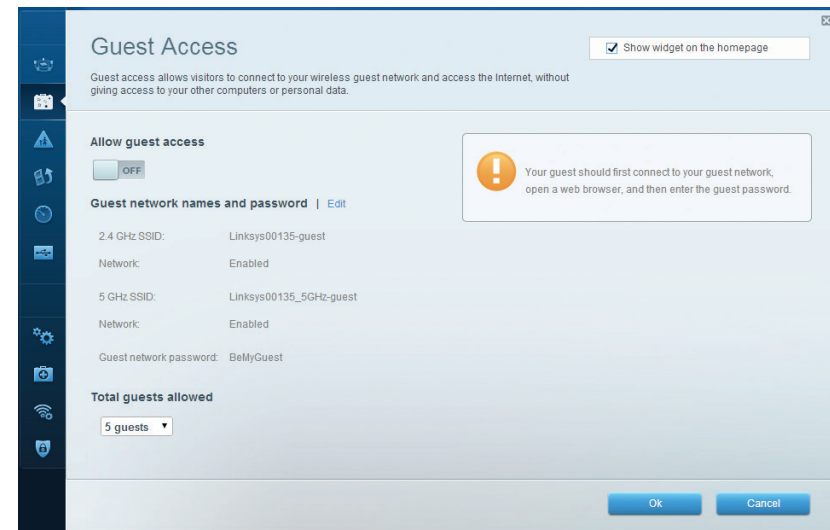 Guest Access
Show widget on the homepage
Guest access allows visitors to connect to your wireless guest network and access the Internet, without
giving access to your other computers or personal data.
Allow guest access
OFF
Your guest should first connect to your guest network,
open a web browser, and then enter the guest password.
Guest network names and password | Edit
2.4 GHz SSID: Linksys00135-guest
Network: Enabled
5 GHz SSID: Linksys00135_5GHz-guest
Network: Enabled
Guest network password: BeMyGuest
Total guests allowed
5 guests
Ok Cancel